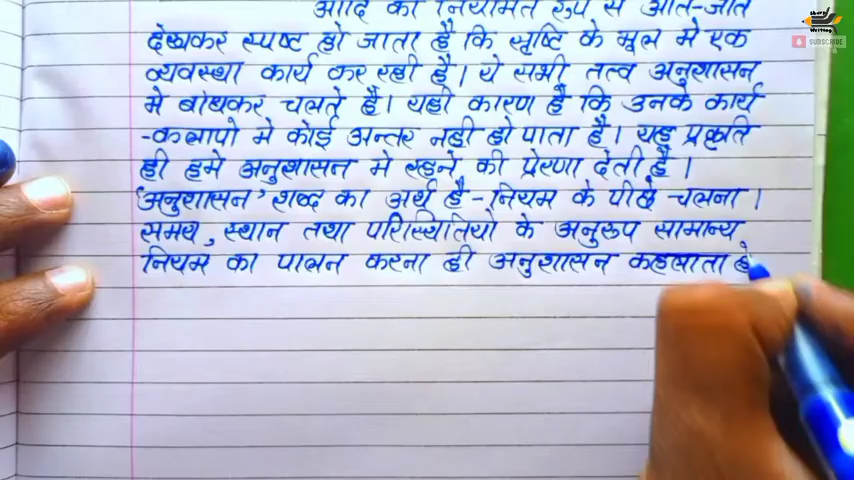 आदि का नियमित रूप से आते-जाते
देखकर स्पष्ट हो जाता है कि सृष्टि के मूल मे एक
व्यवस्था कार्य कर रही है। ये सभी तत्व अनुशासन
मे बांधकर चलते है। यही कारण है कि उनके कार्य
-कलापो मे कोई अन्तर नही हो पाता है। यह प्रकृति
ही हमे अनुशासन मे रहने की प्रेरणा देती है।
'अनुशासन' शब्द का अर्थ है - नियम के पीछे चलना।
समय, स्थान तथा परिस्थितियों के अनुरूप सामान्य
नियम का पालन करना ही अनुशासन कहलाता हे
SUBSCRIBE